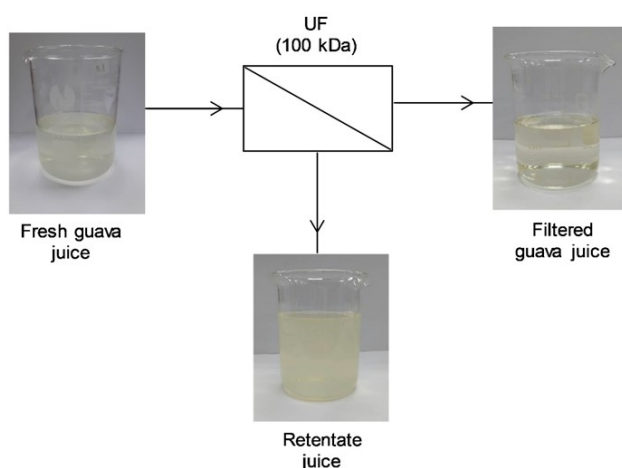 UF
(100 kDa)
Fresh guava
juice
Filtered
guava juice
Retentate
juice